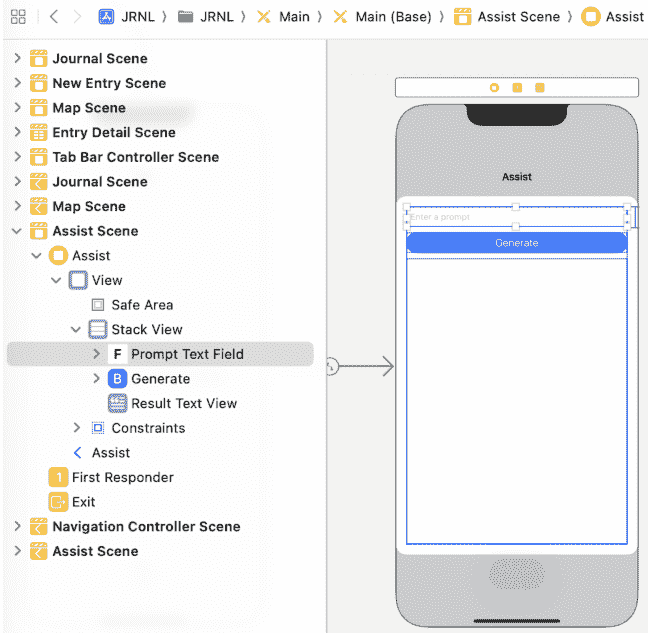 JRNL 〉 JRNL 〉 Main 〉 Main (Base) 〉 Assist Scene 〉 Assist
Journal Scene
New Entry Scene
Map Scene
Entry Detail Scene
Tab Bar Controller Scene
Journal Scene
Map Scene
Assist Scene
Assist
View
Safe Area
Stack View
F Prompt Text Field
B Generate
Result Text View
Constraints
Assist
1 First Responder
Exit
Navigation Controller Scene
Assist Scene
Assist
Enter a prompt
Generate